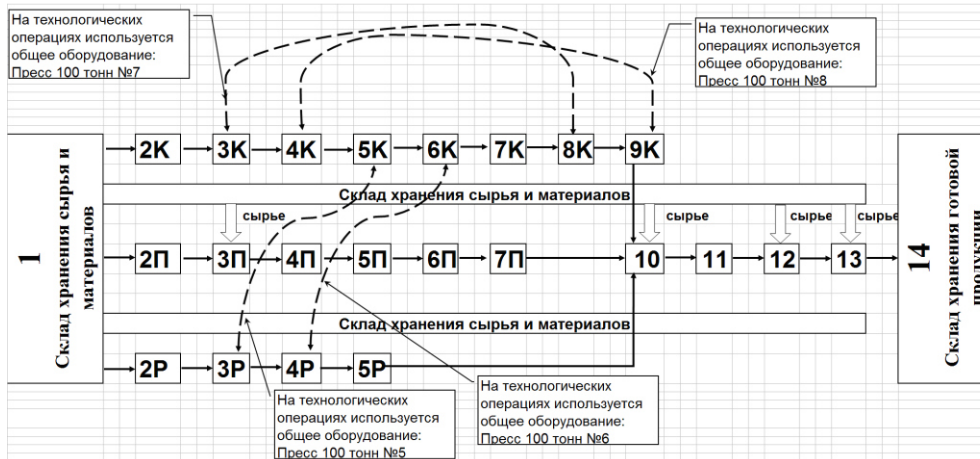 На технологических
операциях используется
общее оборудование:
Пресс 100 тонн №7
На технологических
операциях используется
общее оборудование:
Пресс 100 тонн №8
1
Склад хранения сырья и
материалов
2К 3К 4К 5К 6К 7К 8К 9К
Склад хранения сырья и материалов
сырье сырье сырье сырье
2П 3П 4П 5П 6П 7П 10 11 12 13
Склад хранения сырья и материалов
2Р 3Р 4Р 5Р
14
Склад хранения готовой
продукции
На технологических
операциях используется
общее оборудование:
Пресс 100 тонн №5
На технологических
операциях используется
общее оборудование:
Пресс 100 тонн №6